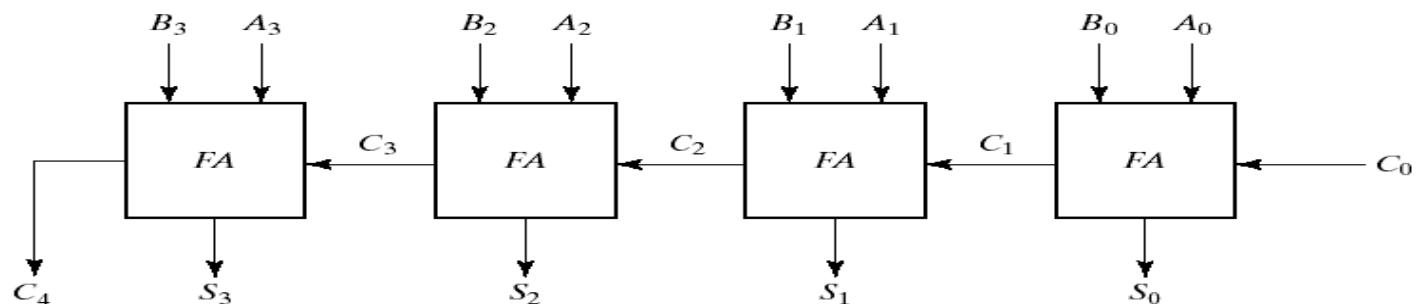 B₃ A₃ B₂ A₂ B₁ A₁ B₀ A₀
FA C₃ FA C₂ FA C₁ FA C₀
C₄ S₃ S₂ S₁ S₀